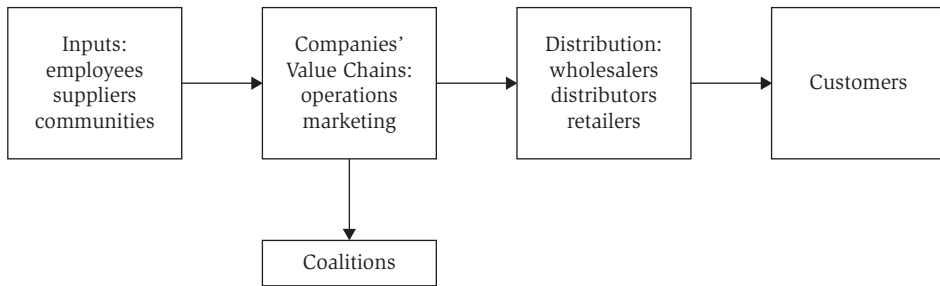 Inputs:
employees
suppliers
communities
Companies’
Value Chains:
operations
marketing
Distribution:
wholesalers
distributors
retailers
Customers
Coalitions